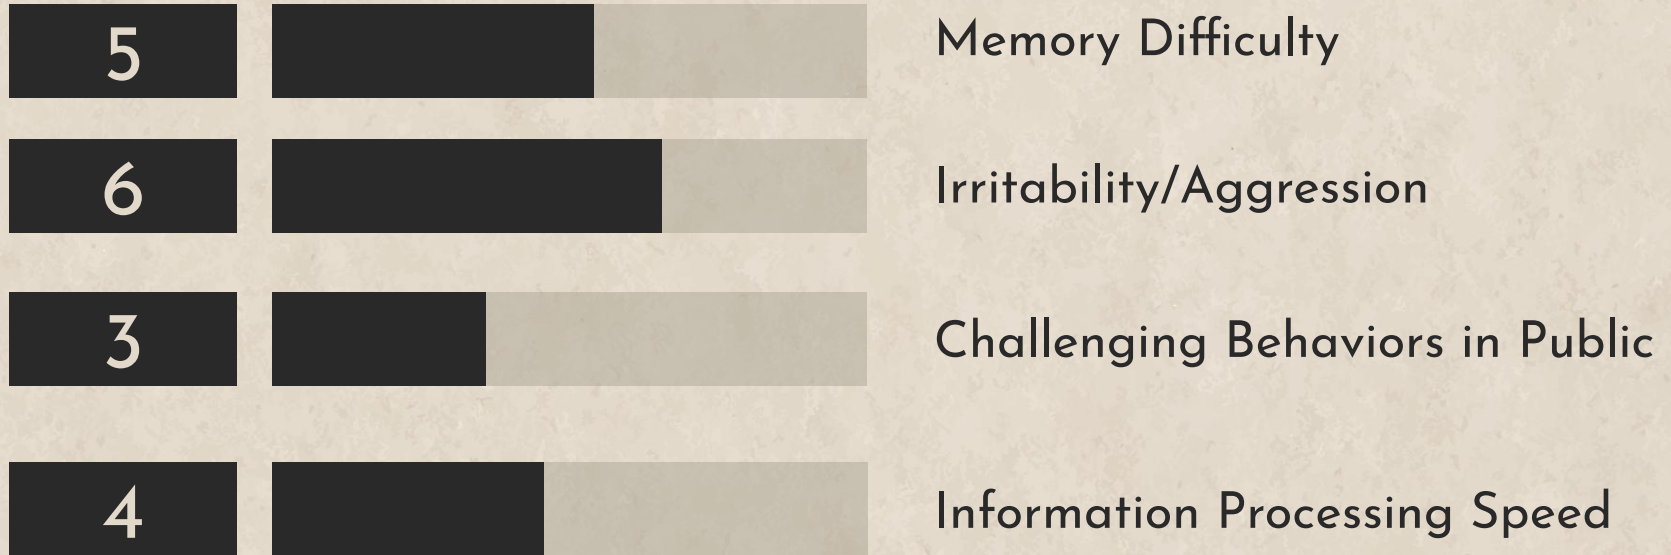 5 Memory Difficulty
6 Irritability/Aggression
3 Challenging Behaviors in Public
4 Information Processing Speed